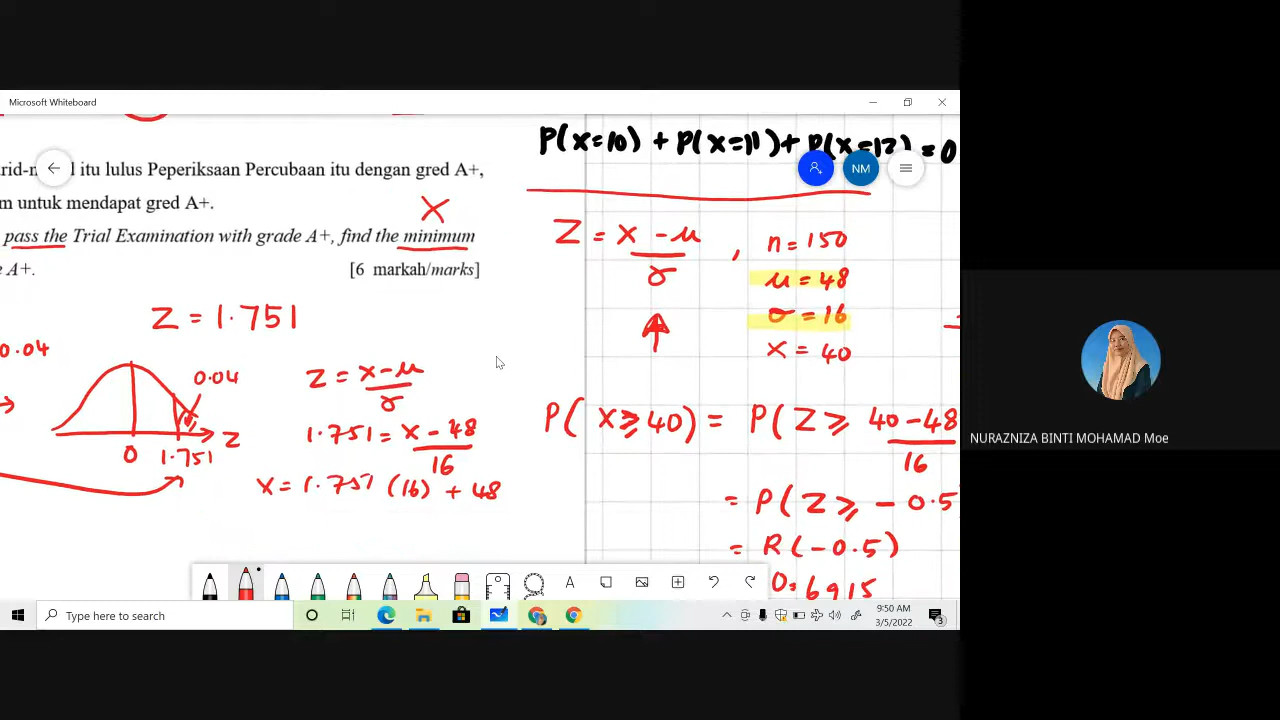 Microsoft Whiteboard
P(X=10) + P(X=11) + P(X=12) = 0
NM
itu lulus Peperiksaan Percubaan itu dengan gred A+,
m untuk mendapat gred A+.
X
pass the Trial Examination with grade A+, find the minimum
A+.
[6 markah/marks]
Z = 1.751
0.04
0.04
0
1.751
Z
Z = X-μ
σ
1.751 = X - 48
16
X = 1.751 (16) + 48
Z = X - μ
σ
, n = 150
μ = 48
σ = 16
X = 40
P( X ⩾ 40) = P( Z ⩾ 40 - 48
16
= P( Z ⩾ - 0.5
= R (- 0.5)
0.6915
NURAZNIZA BINTI MOHAMAD Moe
A
Type here to search
9:50 AM
3/5/2022
3